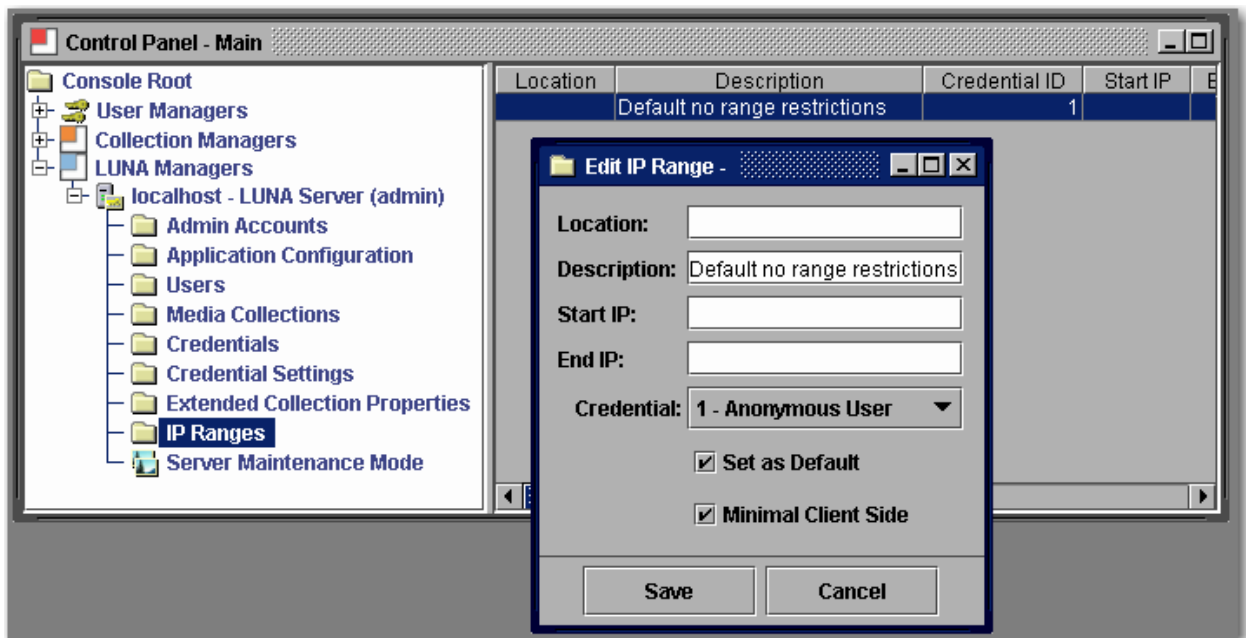 Control Panel - Main
Console Root
User Managers
Collection Managers
LUNA Managers
localhost - LUNA Server (admin)
Admin Accounts
Application Configuration
Users
Media Collections
Credentials
Credential Settings
Extended Collection Properties
IP Ranges
Server Maintenance Mode
Location Description Credential ID Start IP
Default no range restrictions 1
Edit IP Range -
Location:
Description: Default no range restrictions
Start IP:
End IP:
Credential: 1 - Anonymous User
Set as Default
Minimal Client Side
Save Cancel